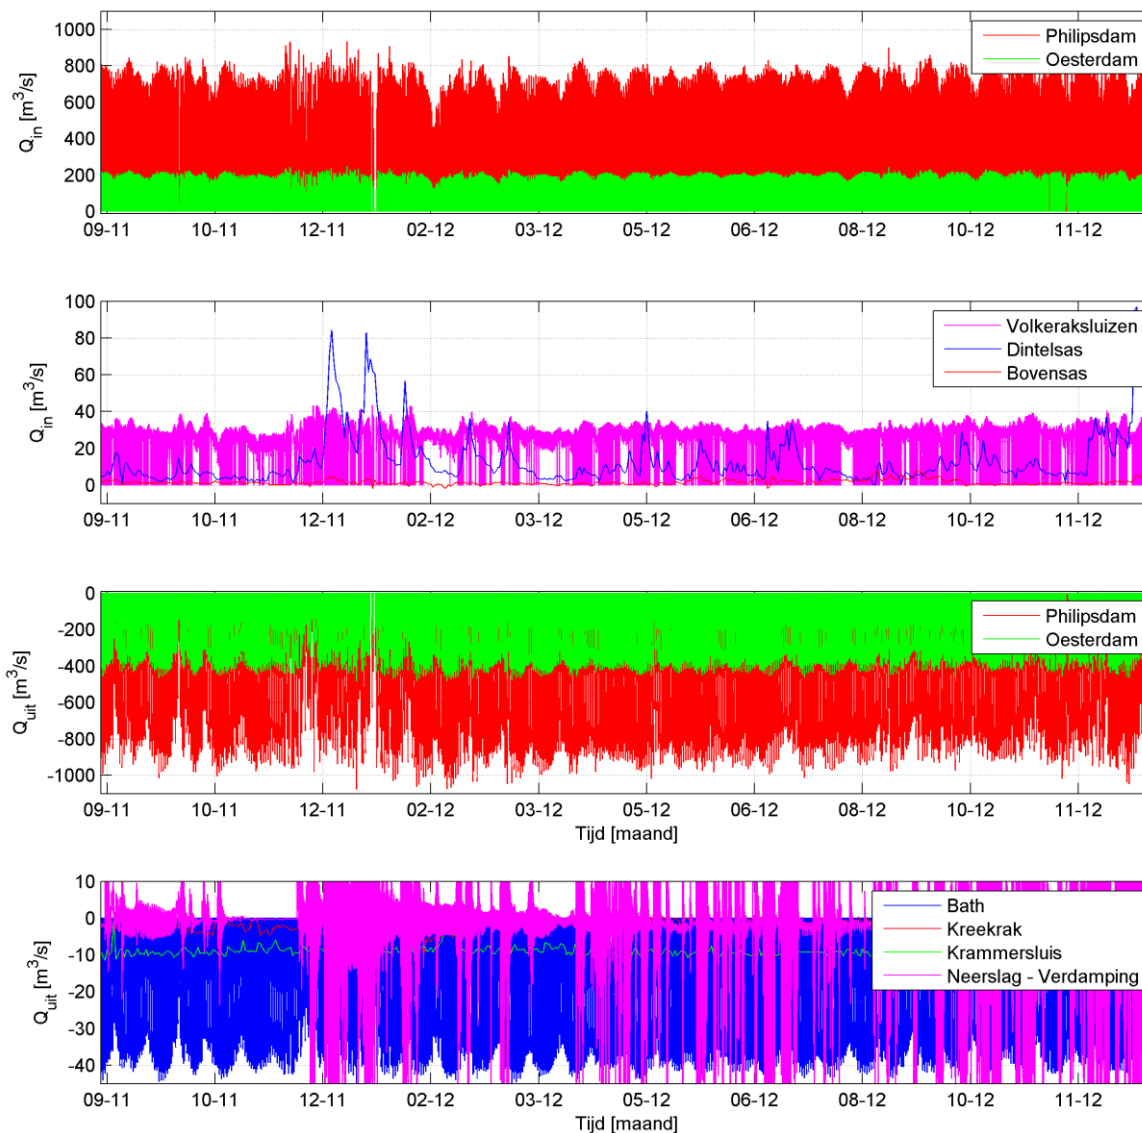 1000
800
600
400
200
0
Q_in [m³/s]
Philipsdam
Oesterdam
09-11 10-11 12-11 02-12 03-12 05-12 06-12 08-12 10-12 11-12
100
80
60
40
20
0
Q_in [m³/s]
Volkeraksluizen
Dintelsas
Bovensas
09-11 10-11 12-11 02-12 03-12 05-12 06-12 08-12 10-12 11-12
0
-200
-400
-600
-800
-1000
Q_uit [m³/s]
Philipsdam
Oesterdam
09-11 10-11 12-11 02-12 03-12 05-12 06-12 08-12 10-12 11-12
Tijd [maand]
10
0
-10
-20
-30
-40
Q_uit [m³/s]
Bath
Kreekrak
Krammersluis
Neerslag - Verdamping
09-11 10-11 12-11 02-12 03-12 05-12 06-12 08-12 10-12 11-12
Tijd [maand]